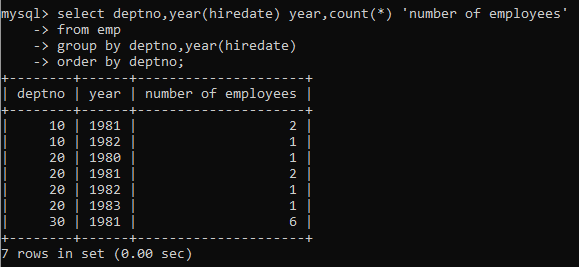 mysql> select deptno,year(hiredate) year,count(*) 'number of employees'
    -> from emp
    -> group by deptno,year(hiredate)
    -> order by deptno;
+--------+------+---------------------+
| deptno | year | number of employees |
+--------+------+---------------------+
|     10 | 1981 |                   2 |
|     10 | 1982 |                   1 |
|     20 | 1980 |                   1 |
|     20 | 1981 |                   2 |
|     20 | 1982 |                   1 |
|     20 | 1983 |                   1 |
|     30 | 1981 |                   6 |
+--------+------+---------------------+
7 rows in set (0.00 sec)